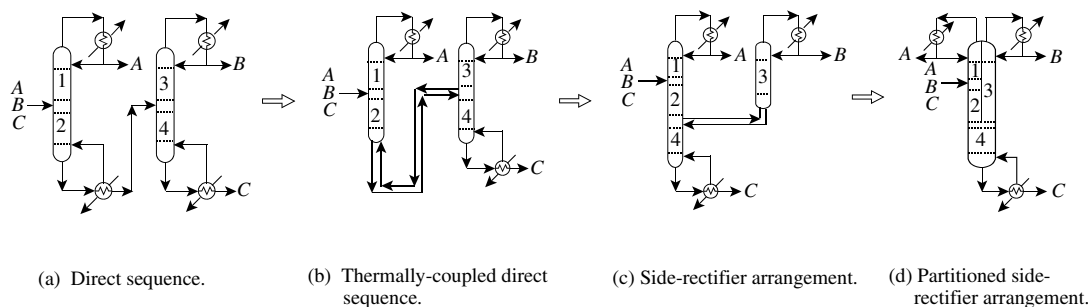 A
B
C
1
2
A
3
4
B
C
A
B
C
1
2
A
3
4
B
C
A
B
C
1
2
4
A
3
B
C
A
A
B
C
1
2
3
4
B
C
(a) Direct sequence.
(b) Thermally-coupled direct
sequence.
(c) Side-rectifier arrangement.
(d) Partitioned side-
rectifier arrangement.